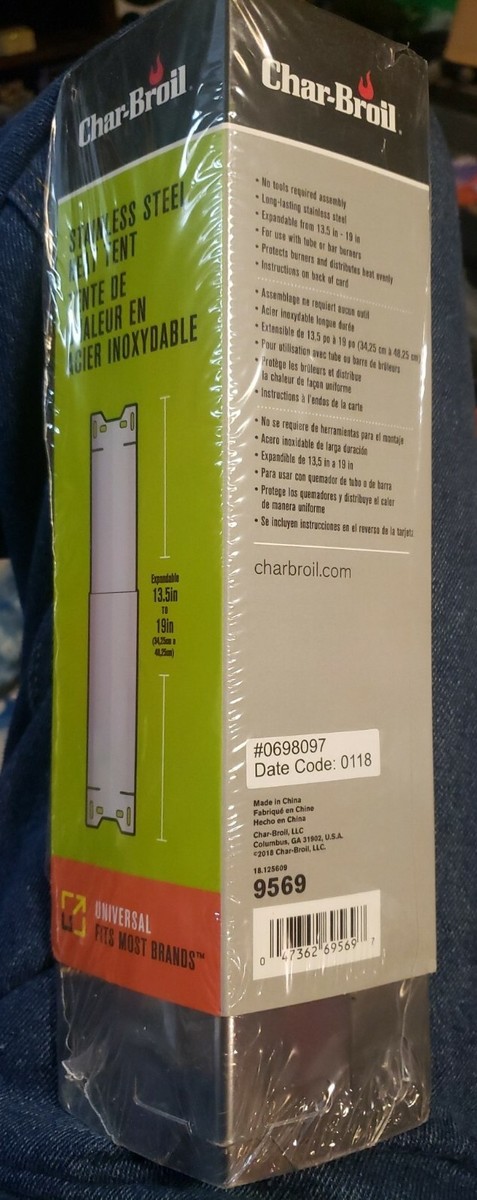 Char-Broil
STAINLESS STEEL
HEAT TENT
TENTE DE
CHALEUR EN
ACIER INOXYDABLE
Expandable
13.5in
TO
19in
(34,25cm a
48,25cm)
UNIVERSAL
FITS MOST BRANDS™
Char-Broil
• No tools required assembly
• Long-lasting stainless steel
• Expandable from 13.5 in - 19 in
• For use with tube or bar burners
• Protects burners and distributes heat evenly
• Instructions on back of card
• Assemblage ne requiert aucun outil
• Acier inoxydable longue durée
• Extensible de 13,5 po à 19 po (34,25 cm à 48,25 cm)
• Pour utilisation avec tube ou barre de brûleurs
• Protège les brûleurs et distribue
la chaleur de façon uniforme
• Instructions à l'endos de la carte
• No se requiere de herramientas para el montaje
• Acero inoxidable de larga duración
• Expandible de 13,5 in a 19 in
• Para usar con quemador de tubo o de barra
• Protege los quemadores y distribuye el calor
de manera uniforme
• Se incluyen instrucciones en el reverso de la tarjeta
charbroil.com
#0698097
Date Code: 0118
Made in China
Fabriqué en Chine
Hecho en China
Char-Broil, LLC
Columbus, GA 31902, U.S.A.
©2018 Char-Broil, LLC.
18.125609
9569
0 47362 69569 7